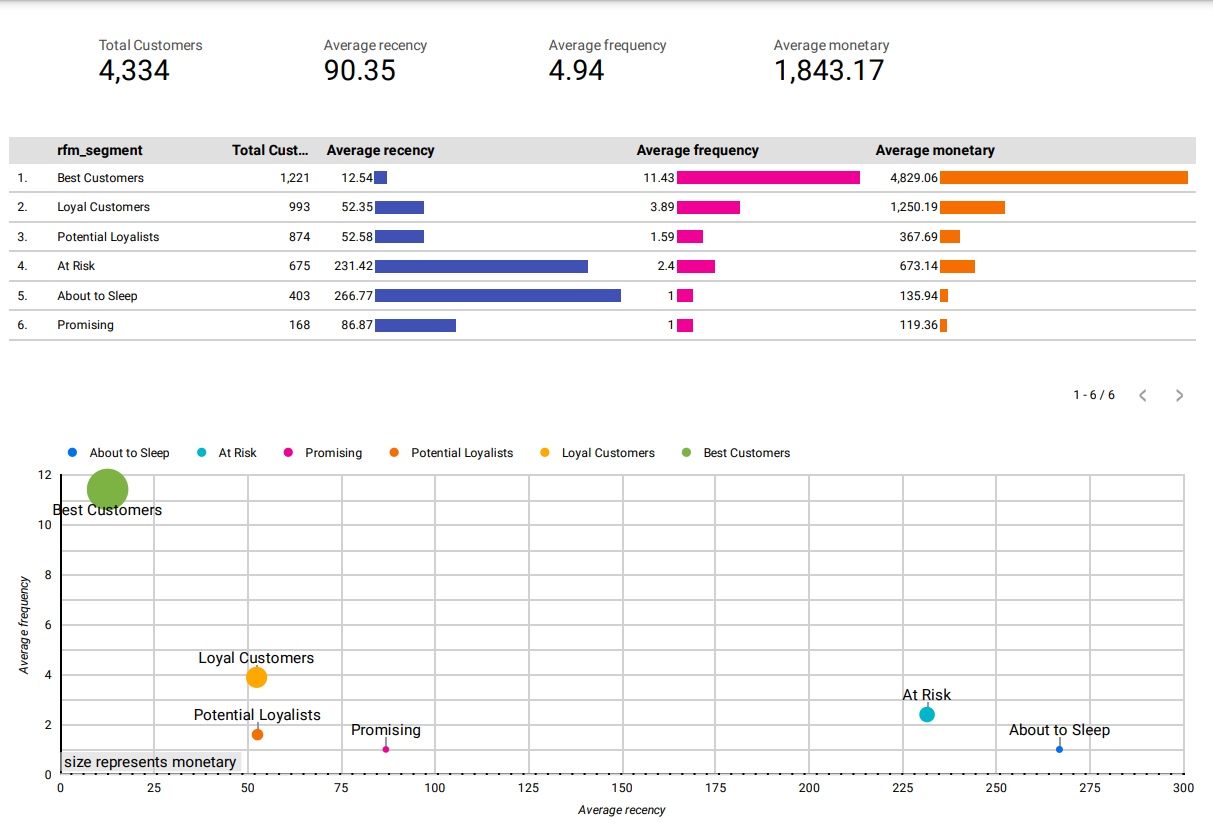 Total Customers Average recency Average frequency Average monetary
4,334 90.35 4.94 1,843.17
rfm_segment Total Cust... Average recency Average frequency Average monetary
1. Best Customers 1,221 12.54 11.43 4,829.06
2. Loyal Customers 993 52.35 3.89 1,250.19
3. Potential Loyalists 874 52.58 1.59 367.69
4. At Risk 675 231.42 2.4 673.14
5. About to Sleep 403 266.77 1 135.94
6. Promising 168 86.87 1 119.36
1 - 6 / 6
About to Sleep At Risk Promising Potential Loyalists Loyal Customers Best Customers
12
Best Customers
10
8
6
Average frequency
Loyal Customers
4
At Risk
Potential Loyalists
2
Promising About to Sleep
size represents monetary
0
0 25 50 75 100 125 150 175 200 225 250 275 300
Average recency